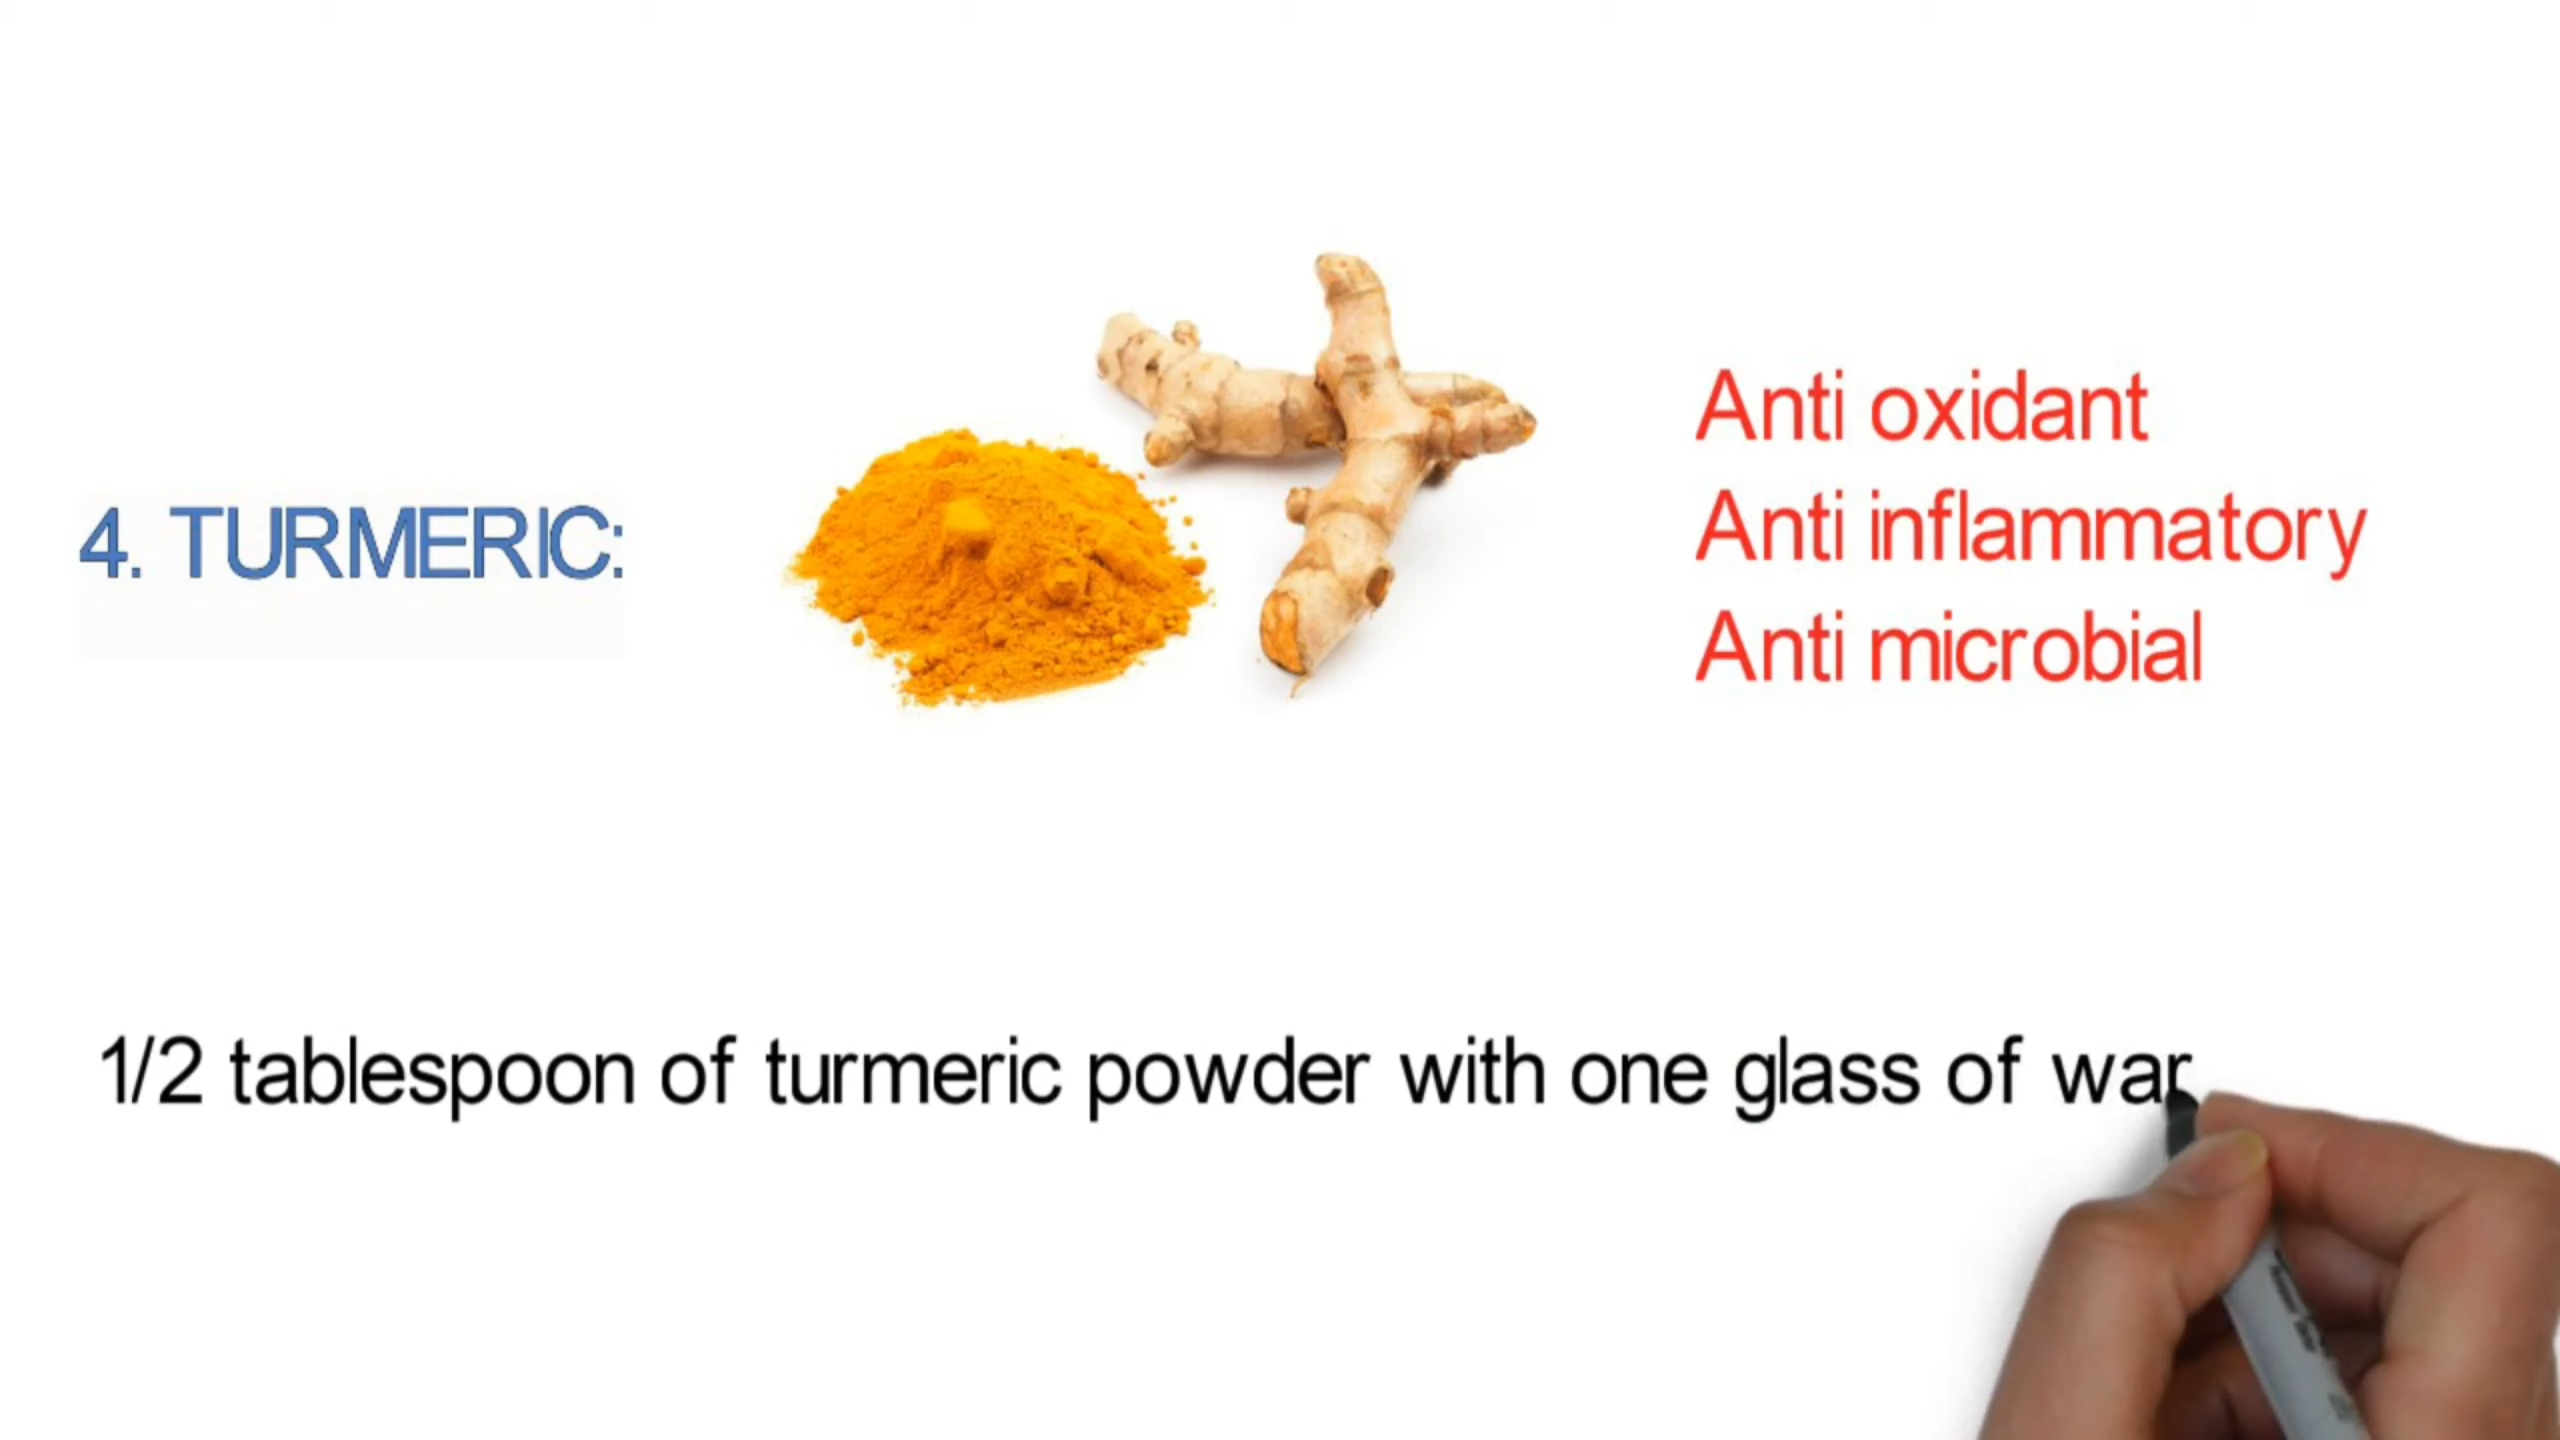 4. TURMERIC:
Anti oxidant
Anti inflammatory
Anti microbial
1/2 tablespoon of turmeric powder with one glass of war